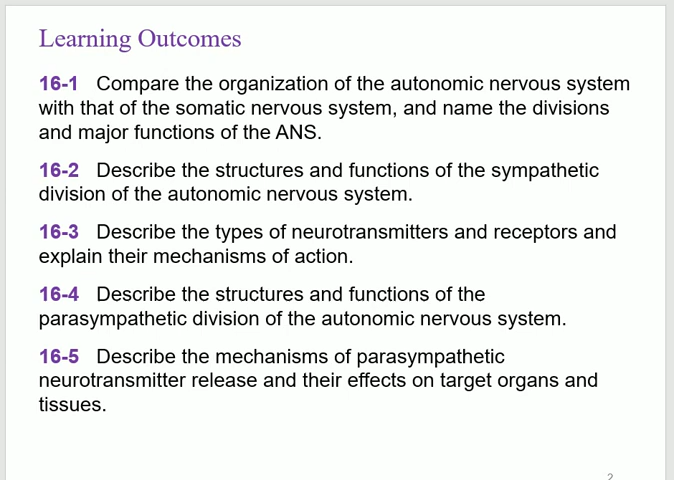 Learning Outcomes
16-1 Compare the organization of the autonomic nervous system
with that of the somatic nervous system, and name the divisions
and major functions of the ANS.
16-2 Describe the structures and functions of the sympathetic
division of the autonomic nervous system.
16-3 Describe the types of neurotransmitters and receptors and
explain their mechanisms of action.
16-4 Describe the structures and functions of the
parasympathetic division of the autonomic nervous system.
16-5 Describe the mechanisms of parasympathetic
neurotransmitter release and their effects on target organs and
tissues.
2